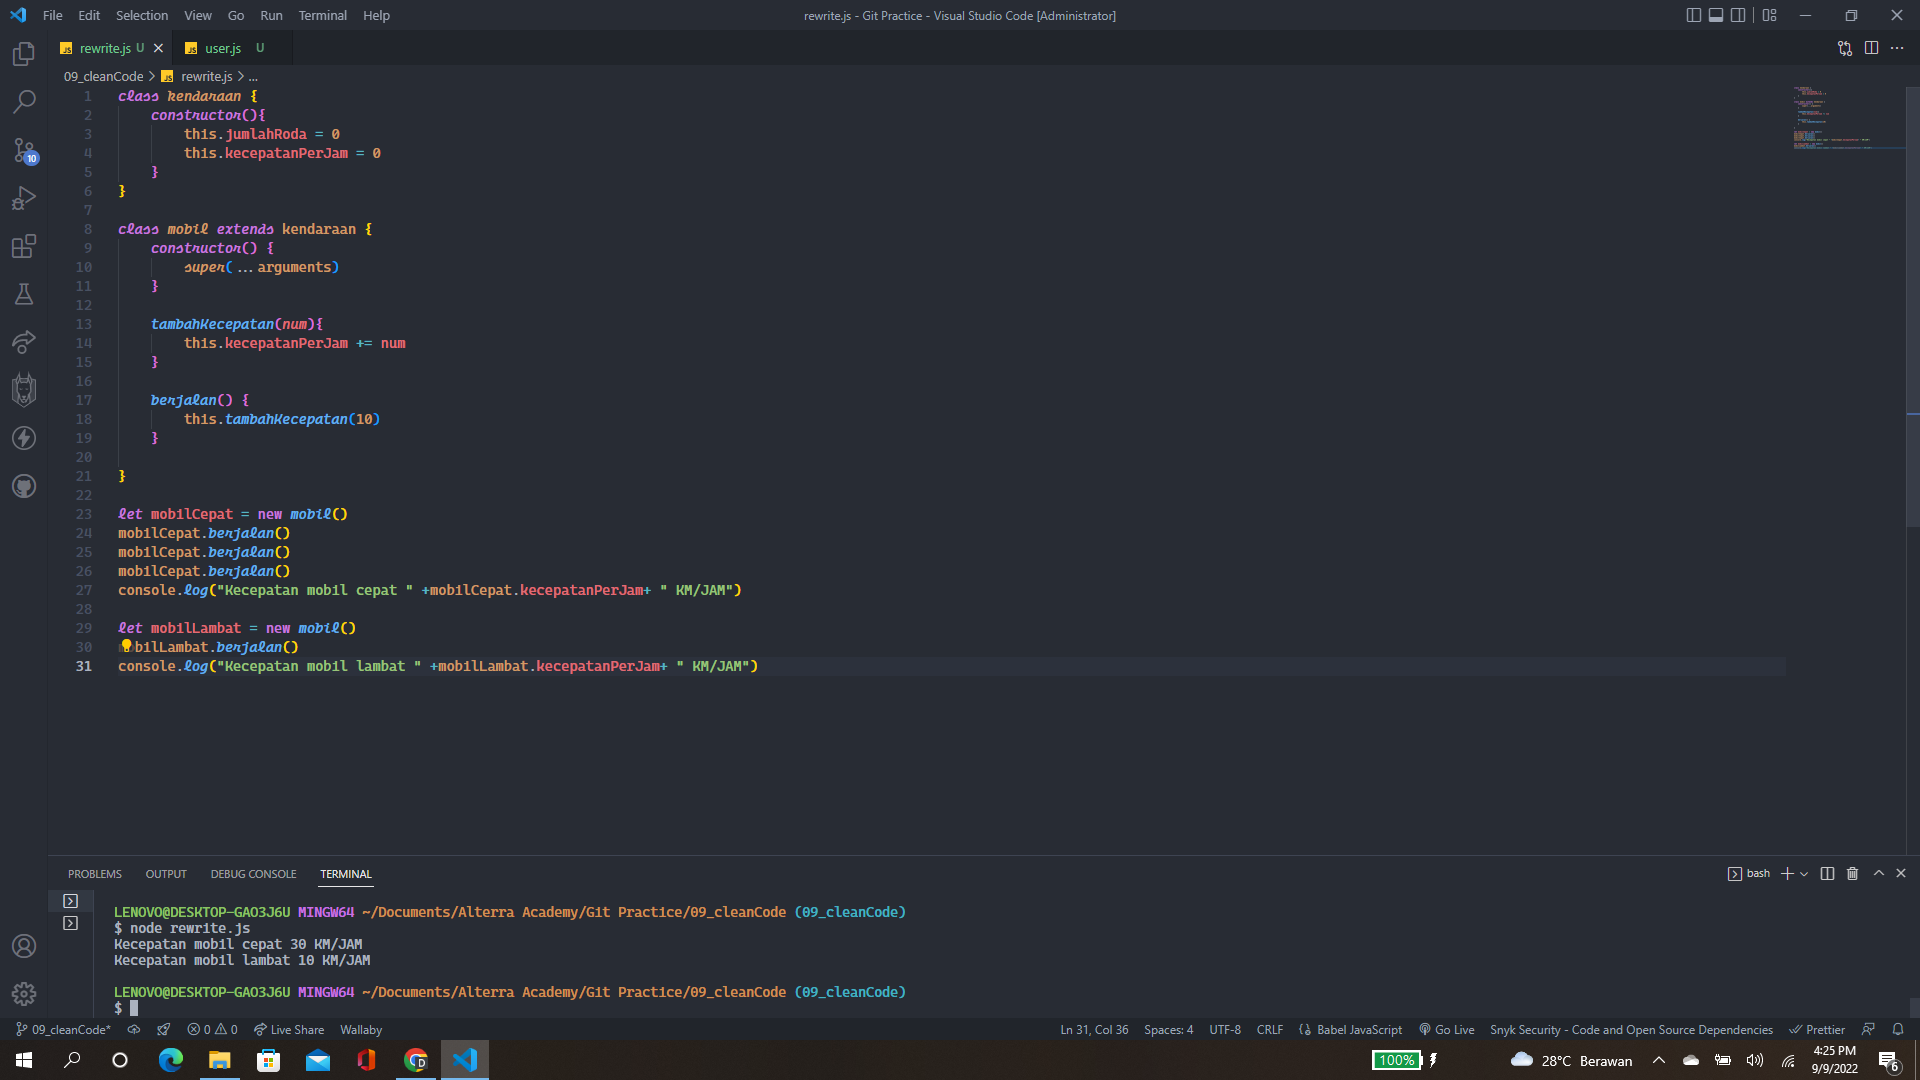 File Edit Selection View Go Run Terminal Help
rewrite.js - Git Practice - Visual Studio Code [Administrator]
rewrite.js U
user.js U
09_cleanCode > rewrite.js > ...
1 class kendaraan {
2 constructor(){
3 this.jumlahRoda = 0
4 this.kecepatanPerJam = 0
5 }
6 }
7
8 class mobil extends kendaraan {
9 constructor() {
10 super(...arguments)
11 }
12
13 tambahKecepatan(num){
14 this.kecepatanPerJam += num
15 }
16
17 berjalan() {
18 this.tambahKecepatan(10)
19 }
20
21 }
22
23 let mobilCepat = new mobil()
24 mobilCepat.berjalan()
25 mobilCepat.berjalan()
26 mobilCepat.berjalan()
27 console.log("Kecepatan mobil cepat " +mobilCepat.kecepatanPerJam+ " KM/JAM")
28
29 let mobilLambat = new mobil()
30 mobilLambat.berjalan()
31 console.log("Kecepatan mobil lambat " +mobilLambat.kecepatanPerJam+ " KM/JAM")
10
PROBLEMS OUTPUT DEBUG CONSOLE TERMINAL
bash
LENOVO@DESKTOP-GAO3J6U MINGW64 ~/Documents/Alterra Academy/Git Practice/09_cleanCode (09_cleanCode)
$ node rewrite.js
Kecepatan mobil cepat 30 KM/JAM
Kecepatan mobil lambat 10 KM/JAM
LENOVO@DESKTOP-GAO3J6U MINGW64 ~/Documents/Alterra Academy/Git Practice/09_cleanCode (09_cleanCode)
$
09_cleanCode* 0 0 Live Share Wallaby
Ln 31, Col 36 Spaces: 4 UTF-8 CRLF Babel JavaScript Go Live Snyk Security - Code and Open Source Dependencies Prettier
100% 28°C Berawan
4:25 PM
9/9/2022
6